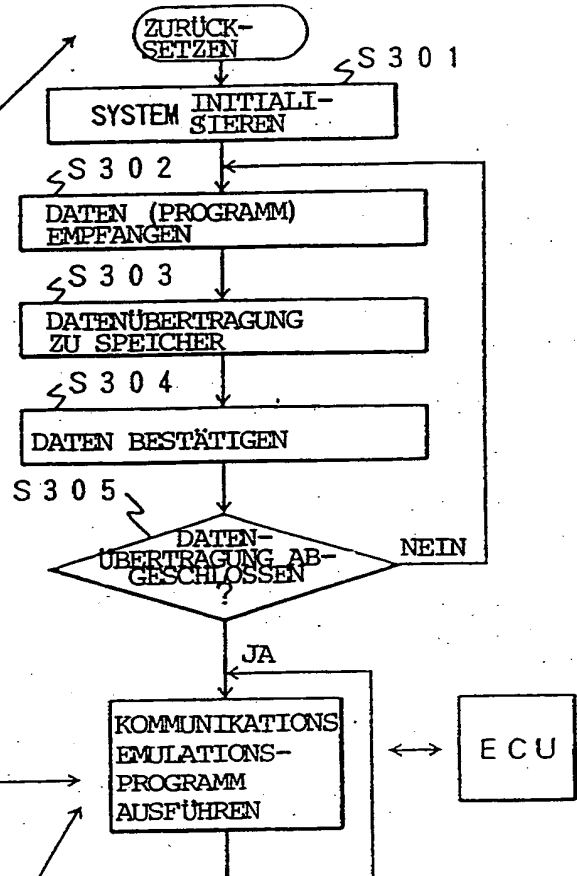 ZURÜCK-
SETZEN
S301
SYSTEM INITIALI-
SIEREN
S302
DATEN (PROGRAMM)
EMPFANGEN
S303
DATENÜBERTRAGUNG
ZU SPEICHER
S304
DATEN BESTÄTIGEN
S305
DATEN-
ÜBERTRAGUNG AB-
GESCHLOSSEN
?
NEIN
JA
KOMMUNIKATIONS
EMULATIONS-
PROGRAMM
AUSFÜHREN
ECU